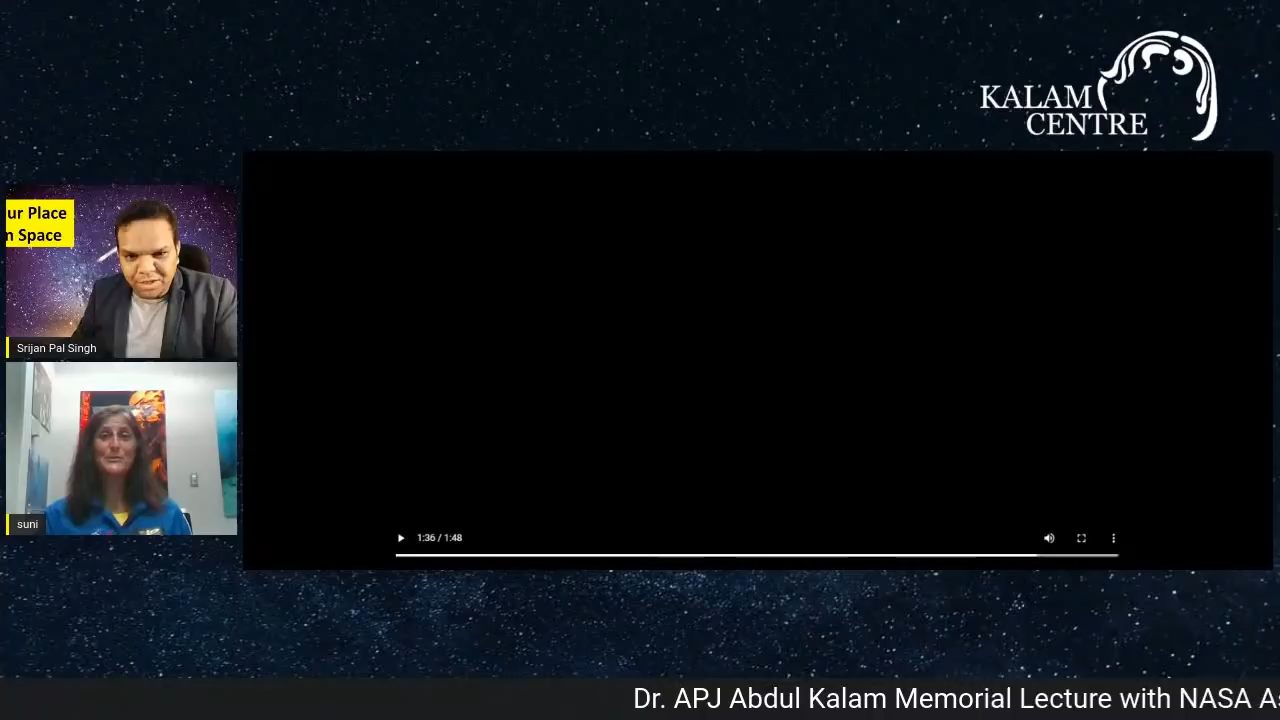 KALAM
CENTRE
ur Place
n Space
Srijan Pal Singh
suni
1:36 / 1:48
Dr. APJ Abdul Kalam Memorial Lecture with NASA As